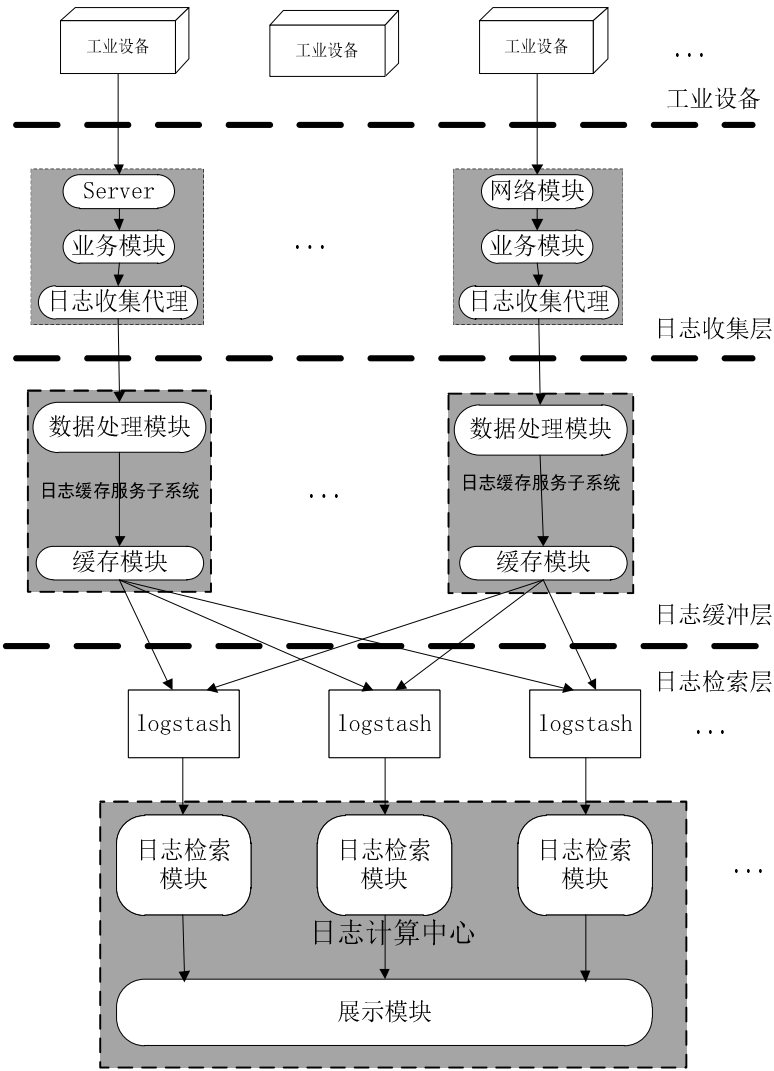 工业设备
工业设备
工业设备
...
工业设备
Server
网络模块
业务模块
...
业务模块
日志收集代理
日志收集代理
日志收集层
数据处理模块
数据处理模块
日志缓存服务子系统
...
日志缓存服务子系统
缓存模块
缓存模块
日志缓冲层
日志检索层
logstash
logstash
logstash
...
日志检索
模块
日志检索
模块
日志检索
模块
...
日志计算中心
展示模块